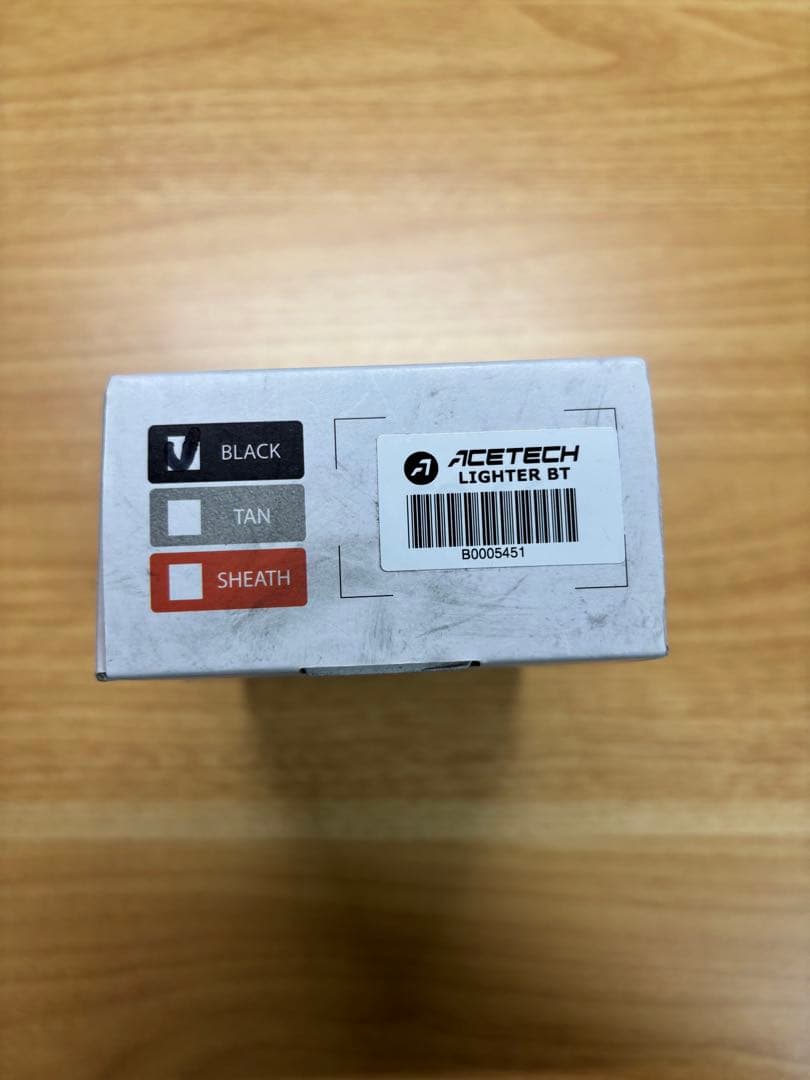 BLACK
TAN
SHEATH
ACETECH
LIGHTER BT
B0005451